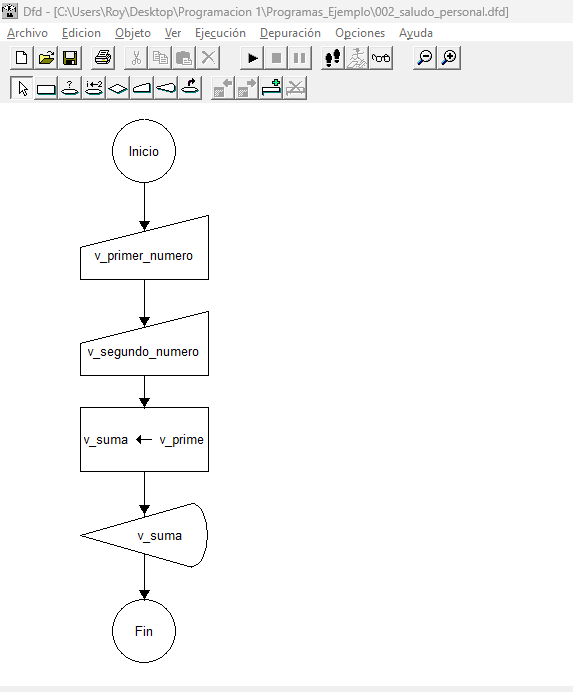 Dfd - [C:\Users\Roy\Desktop\Programacion 1\Programas_Ejemplo\002_saludo_personal.dfd]
Archivo Edicion Objeto Ver Ejecución Depuración Opciones Ayuda
Inicio
v_primer_numero
v_segundo_numero
v_suma ← v_prime
v_suma
Fin